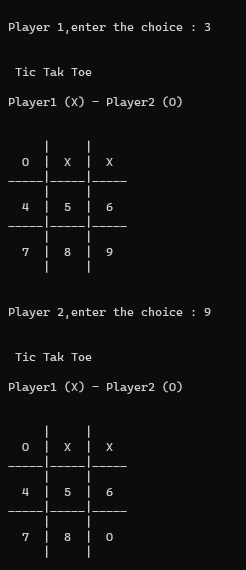 Player 1,enter the choice : 3
Tic Tak Toe
Player1 (X) - Player2 (O)
     |     |
  O  |  X  |  X
_____|_____|_____
     |     |
  4  |  5  |  6
_____|_____|_____
     |     |
  7  |  8  |  9
     |     |
Player 2,enter the choice : 9
Tic Tak Toe
Player1 (X) - Player2 (O)
     |     |
  O  |  X  |  X
_____|_____|_____
     |     |
  4  |  5  |  6
_____|_____|_____
     |     |
  7  |  8  |  O
     |     |